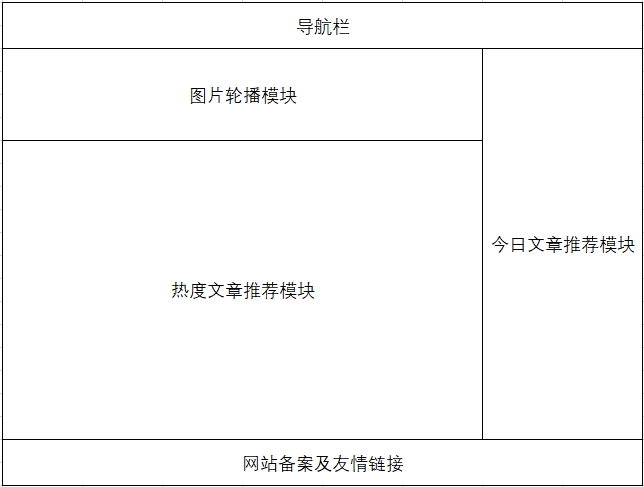 导航栏
图片轮播模块
热度文章推荐模块
今日文章推荐模块
网站备案及友情链接